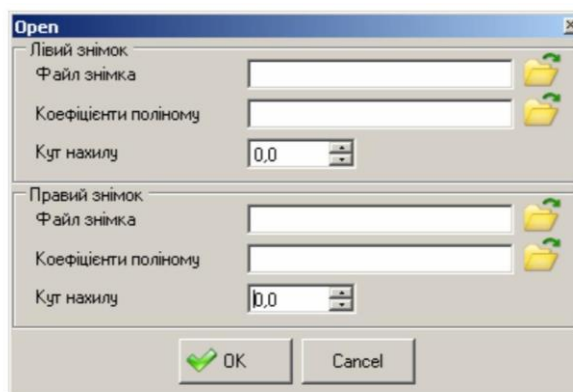 Open
Лівий знімок
Файл знімка
Коефіцієнти поліному
Кут нахилу 0,0
Правий знімок
Файл знімка
Коефіцієнти поліному
Кут нахилу 0,0
OK Cancel